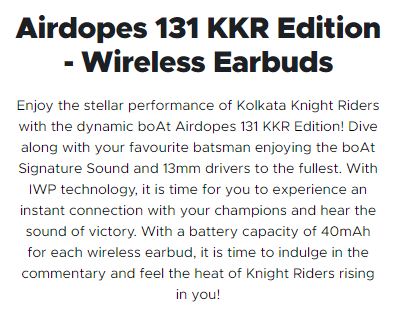 Airdopes 131 KKR Edition
- Wireless Earbuds
Enjoy the stellar performance of Kolkata Knight Riders
with the dynamic boAt Airdopes 131 KKR Edition! Dive
along with your favourite batsman enjoying the boAt
Signature Sound and 13mm drivers to the fullest. With
IWP technology, it is time for you to experience an
instant connection with your champions and hear the
sound of victory. With a battery capacity of 40mAh
for each wireless earbud, it is time to indulge in the
commentary and feel the heat of Knight Riders rising
in you!